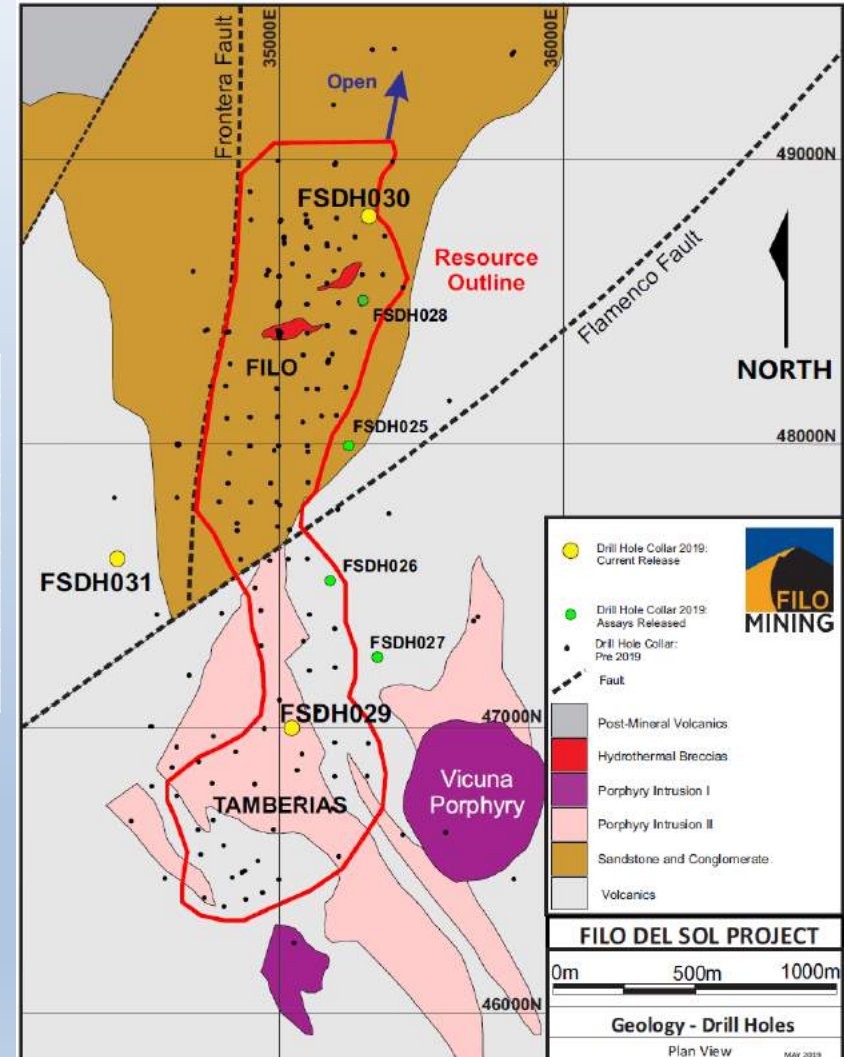 Frontera Fault
35000E
36000E
Open
49000N
FSDH030
Resource
Outline
Flamenco Fault
FSDH028
FILO
NORTH
FSDH025
48000N
FSDH031
FSDH026
FSDH027
FSDH029
47000N
Vicuna
Porphyry
TAMBERIAS
46000N
Drill Hole Collar 2019:
Current Release
Drill Hole Collar 2019:
Assays Released
Drill Hole Collar:
Pre 2019
Fault
FILO
MINING
Post-Mineral Volcanics
Hydrothermal Breccias
Porphyry Intrusion I
Porphyry Intrusion II
Sandstone and Conglomerate
Volcanics
FILO DEL SOL PROJECT
0m 500m 1000m
Geology - Drill Holes
Plan View
MAY 2019